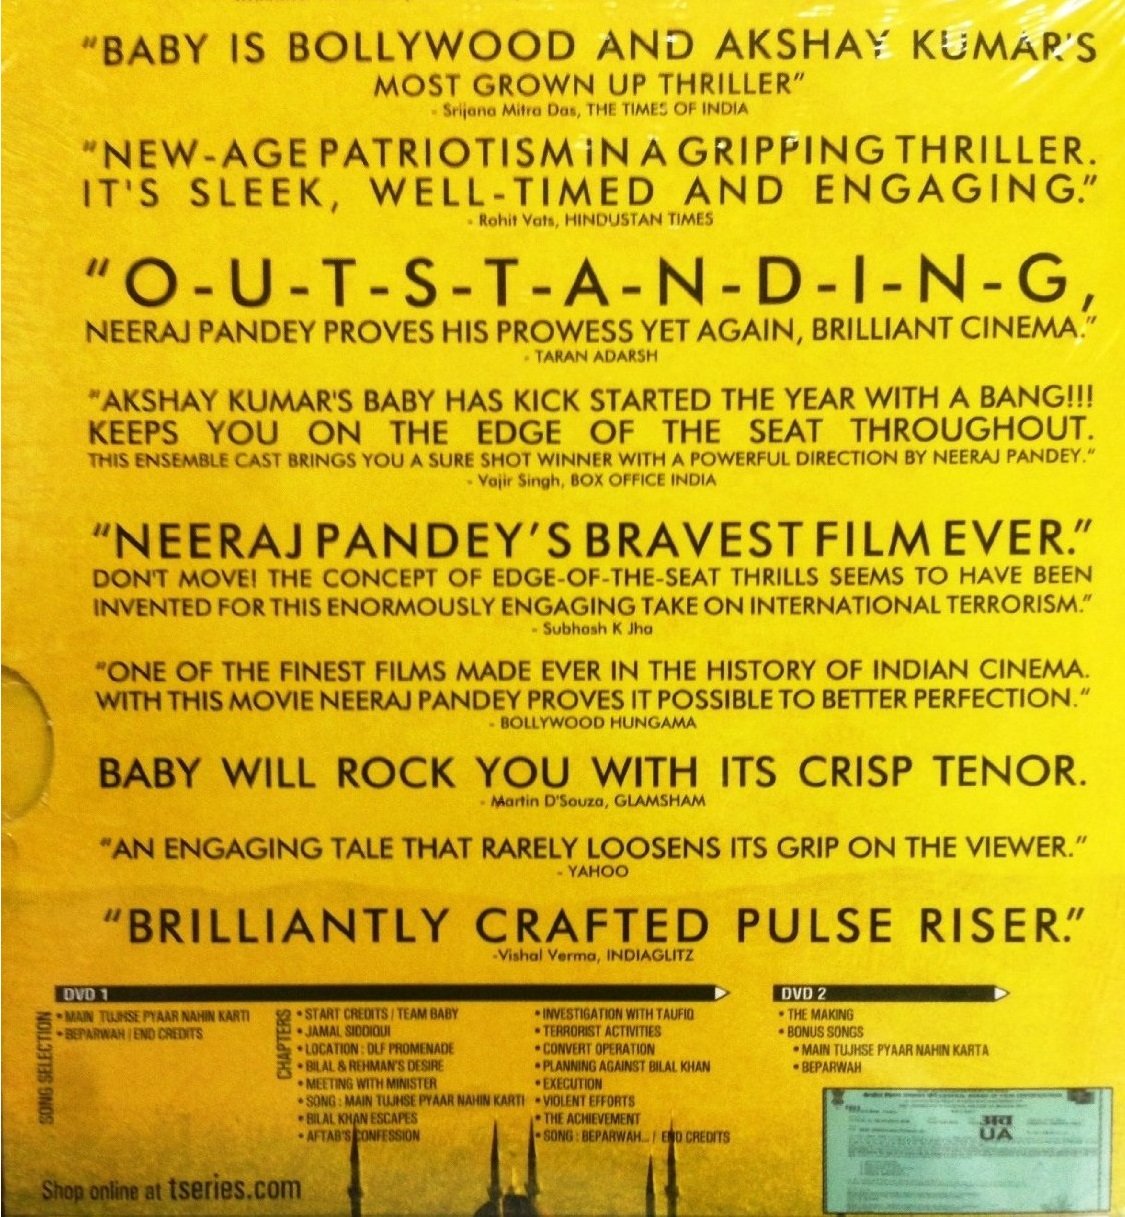 "BABY IS BOLLYWOOD AND AKSHAY KUMAR'S
MOST GROWN UP THRILLER"
- Srijana Mitra Das, THE TIMES OF INDIA
"NEW-AGE PATRIOTISM IN A GRIPPING THRILLER.
IT'S SLEEK, WELL-TIMED AND ENGAGING."
- Rohit Vats, HINDUSTAN TIMES
"O-U-T-S-T-A-N-D-I-N-G,
NEERAJ PANDEY PROVES HIS PROWESS YET AGAIN, BRILLIANT CINEMA."
- TARAN ADARSH
"AKSHAY KUMAR'S BABY HAS KICK STARTED THE YEAR WITH A BANG!!!
KEEPS YOU ON THE EDGE OF THE SEAT THROUGHOUT.
THIS ENSEMBLE CAST BRINGS YOU A SURE SHOT WINNER WITH A POWERFUL DIRECTION BY NEERAJ PANDEY."
- Vajir Singh, BOX OFFICE INDIA
"NEERAJ PANDEY'S BRAVEST FILM EVER."
DON'T MOVE! THE CONCEPT OF EDGE-OF-THE-SEAT THRILLS SEEMS TO HAVE BEEN
INVENTED FOR THIS ENORMOUSLY ENGAGING TAKE ON INTERNATIONAL TERRORISM."
- Subhash K Jha
"ONE OF THE FINEST FILMS MADE EVER IN THE HISTORY OF INDIAN CINEMA.
WITH THIS MOVIE NEERAJ PANDEY PROVES IT POSSIBLE TO BETTER PERFECTION."
- BOLLYWOOD HUNGAMA
BABY WILL ROCK YOU WITH ITS CRISP TENOR.
- Martin D'Souza, GLAMSHAM
"AN ENGAGING TALE THAT RARELY LOOSENS ITS GRIP ON THE VIEWER."
- YAHOO
"BRILLIANTLY CRAFTED PULSE RISER."
-Vishal Verma, INDIAGLITZ
DVD 1
SONG SELECTION
• MAIN TUJHSE PYAAR NAHIN KARTI
• BEPARWAH / END CREDITS
CHAPTERS
• START CREDITS / TEAM BABY
• JAMAL SIDDIQUI
• LOCATION : DLF PROMENADE
• BILAL & REHMAN'S DESIRE
• MEETING WITH MINISTER
• SONG : MAIN TUJHSE PYAAR NAHIN KARTI
• BILAL KHAN ESCAPES
• AFTAB'S CONFESSION
• INVESTIGATION WITH TAUFIQ
• TERRORIST ACTIVITIES
• CONVERT OPERATION
• PLANNING AGAINST BILAL KHAN
• EXECUTION
• VIOLENT EFFORTS
• THE ACHIEVEMENT
• SONG : BEPARWAH... / END CREDITS
DVD 2
• THE MAKING
• BONUS SONGS
• MAIN TUJHSE PYAAR NAHIN KARTA
• BEPARWAH
अव
UA
Shop online at tseries.com